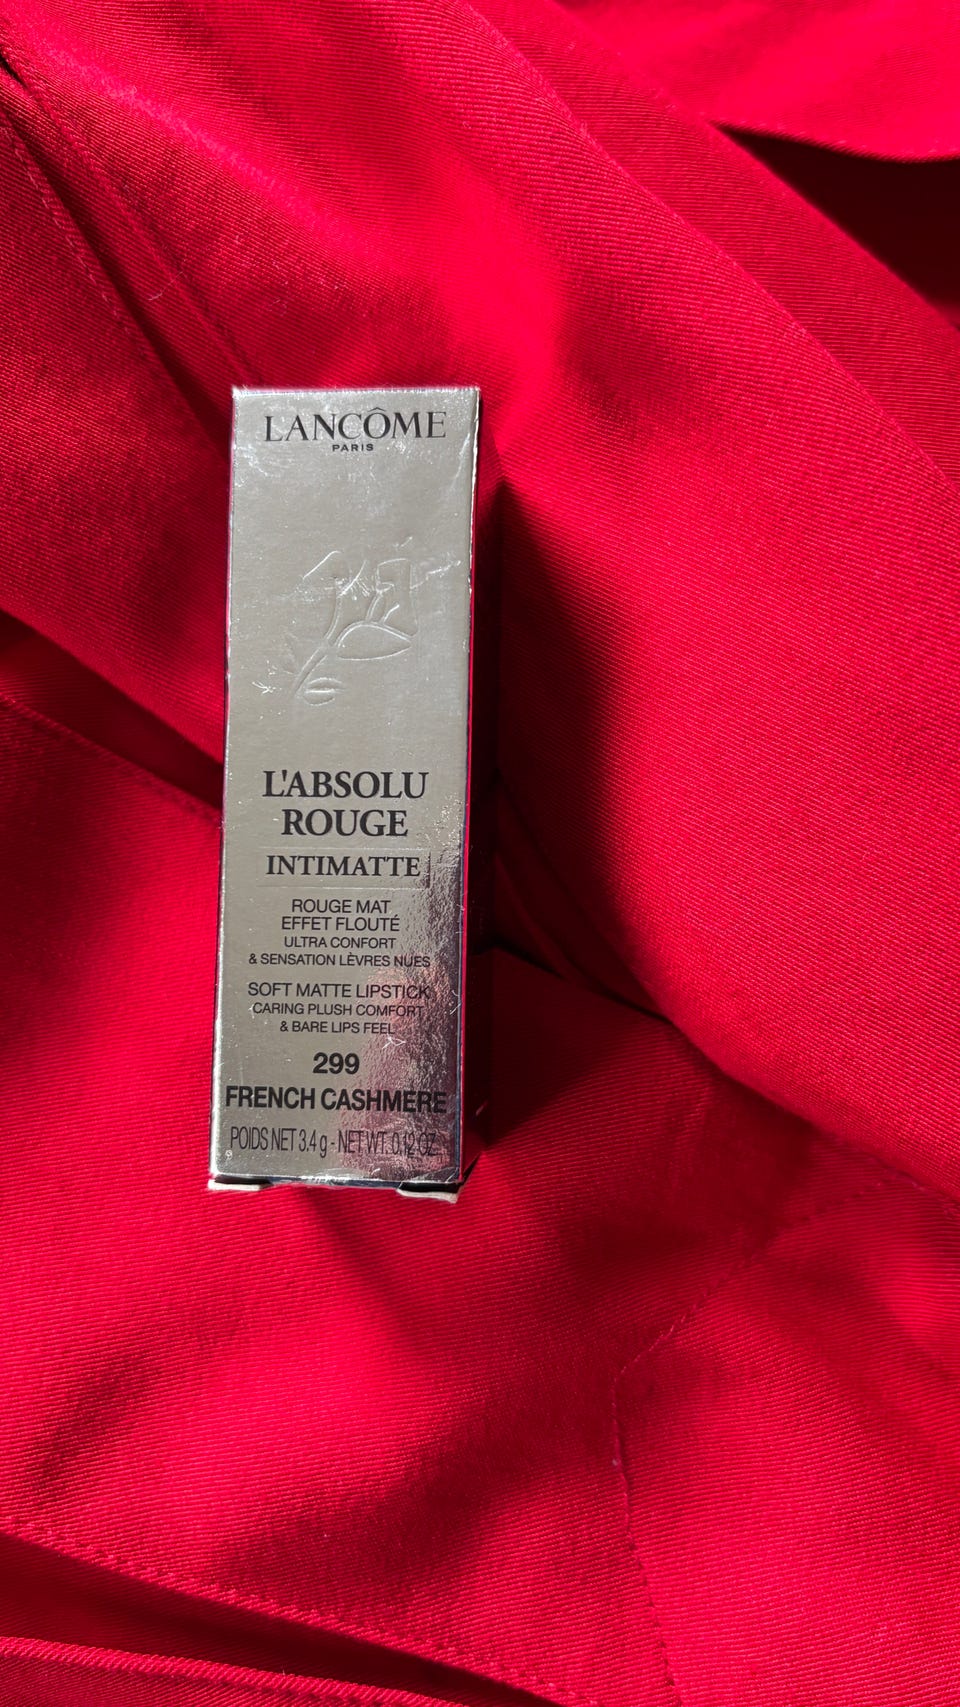 LANCÔME
PARIS
L'ABSOLU
ROUGE
INTIMATTE
ROUGE MAT
EFFET FLOUTÉ
ULTRA CONFORT
& SENSATION LÈVRES NUES
SOFT MATTE LIPSTICK
CARING PLUSH COMFORT
& BARE LIPS FEEL
299
FRENCH CASHMERE
POIDS NET 3.4 g - NET WT. 0.12 OZ.